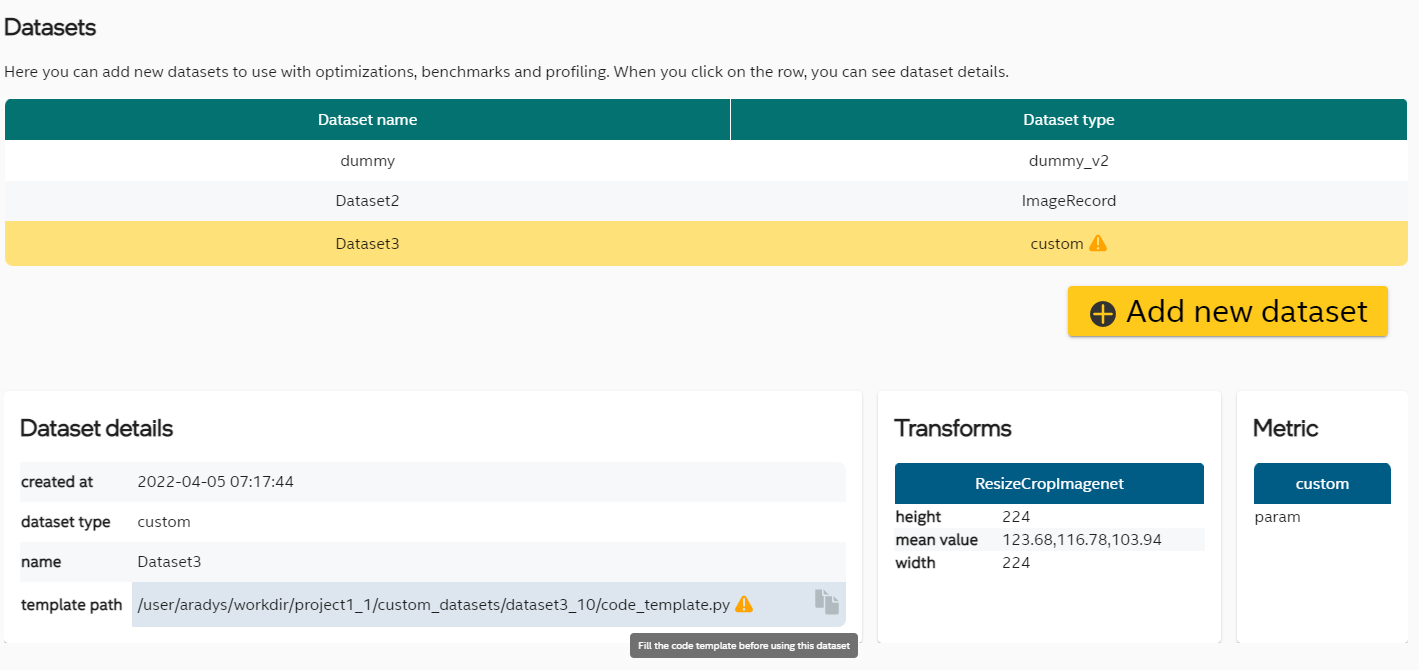 Datasets
Here you can add new datasets to use with optimizations, benchmarks and profiling. When you click on the row, you can see dataset details.
Dataset name Dataset type
dummy dummy_v2
Dataset2 ImageRecord
Dataset3 custom
Add new dataset
Dataset details
created at 2022-04-05 07:17:44
dataset type custom
name Dataset3
template path /user/aradys/workdir/project1_1/custom_datasets/dataset3_10/code_template.py
Fill the code template before using this dataset
Transforms
ResizeCropImagenet
height 224
mean value 123.68,116.78,103.94
width 224
Metric
custom
param